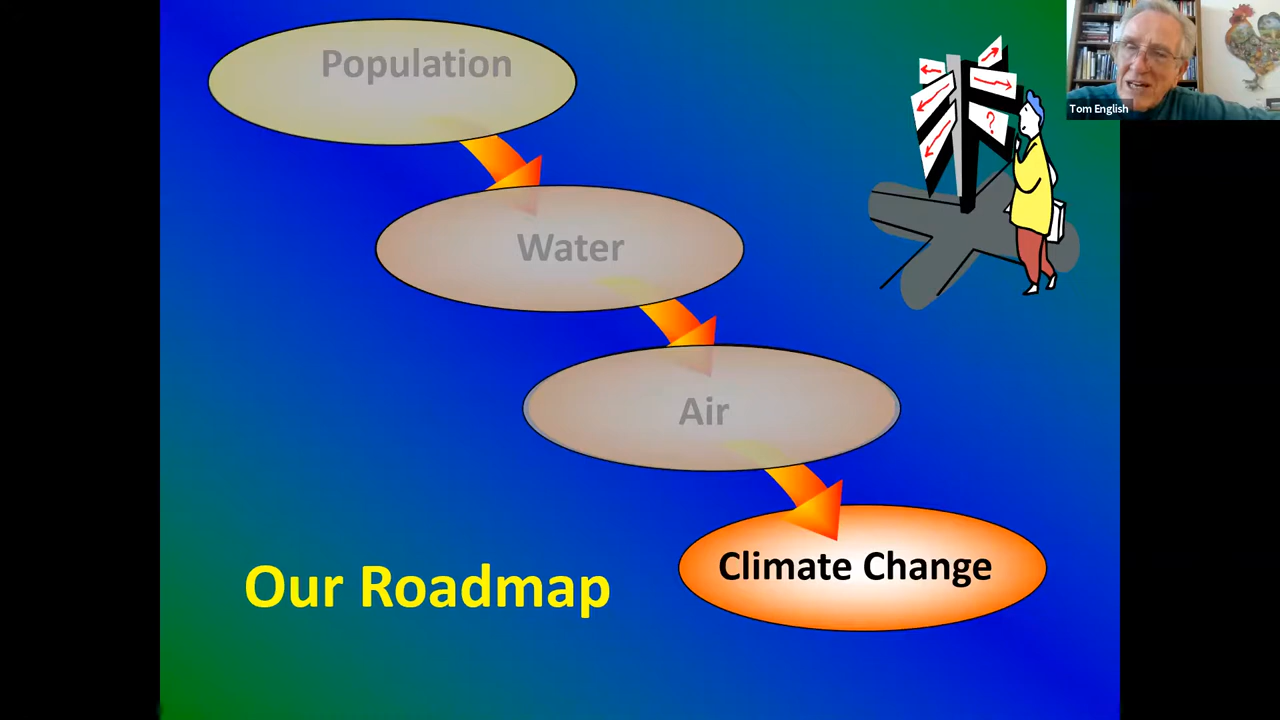 Population
Tom English
?
Water
Air
Climate Change
Our Roadmap